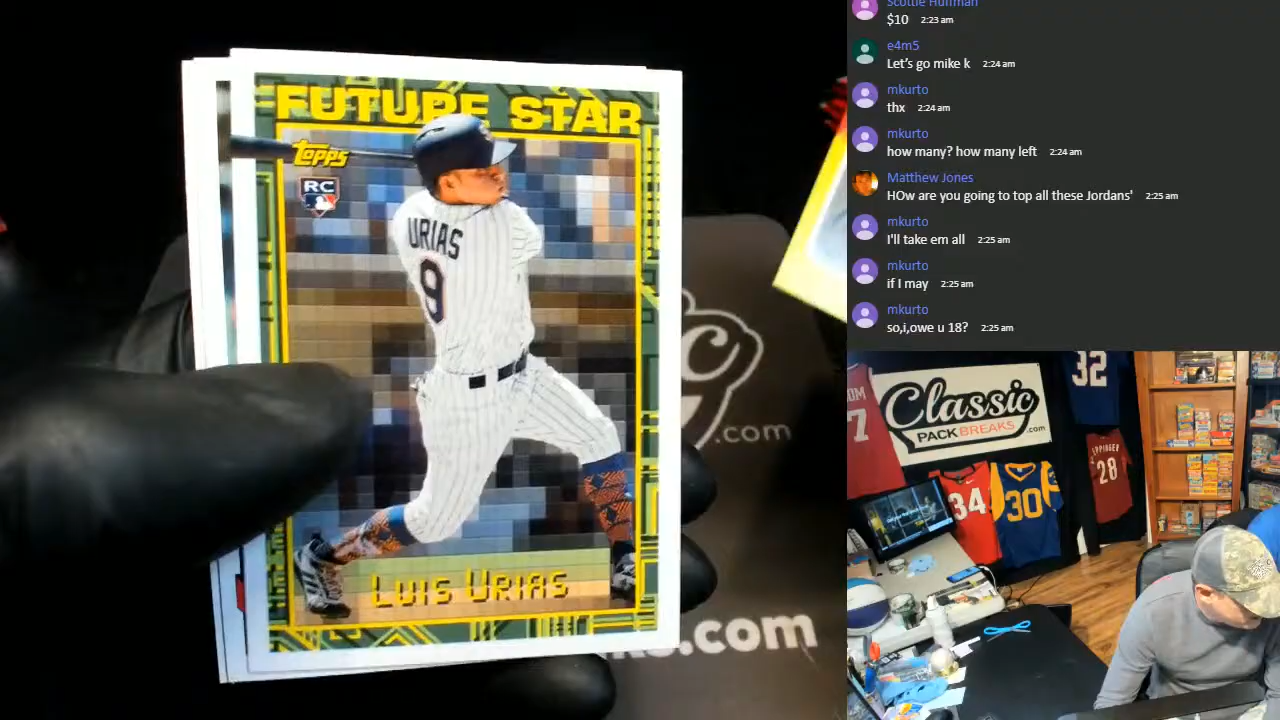 FUTURE STAR
topps
RC
URIAS
9
LUIS URIAS
.com
.com
Scottie Huffman
$10 2:23 am
e4m5
Let's go mike k 2:24 am
mkurto
thx 2:24 am
mkurto
how many? how many left 2:24 am
Matthew Jones
HOw are you going to top all these Jordans' 2:25 am
mkurto
I'll take em all 2:25 am
mkurto
if I may 2:25 am
mkurto
so,i,owe u 18? 2:25 am
32
7
Classic
PACK BREAKS
.com
28
34
30